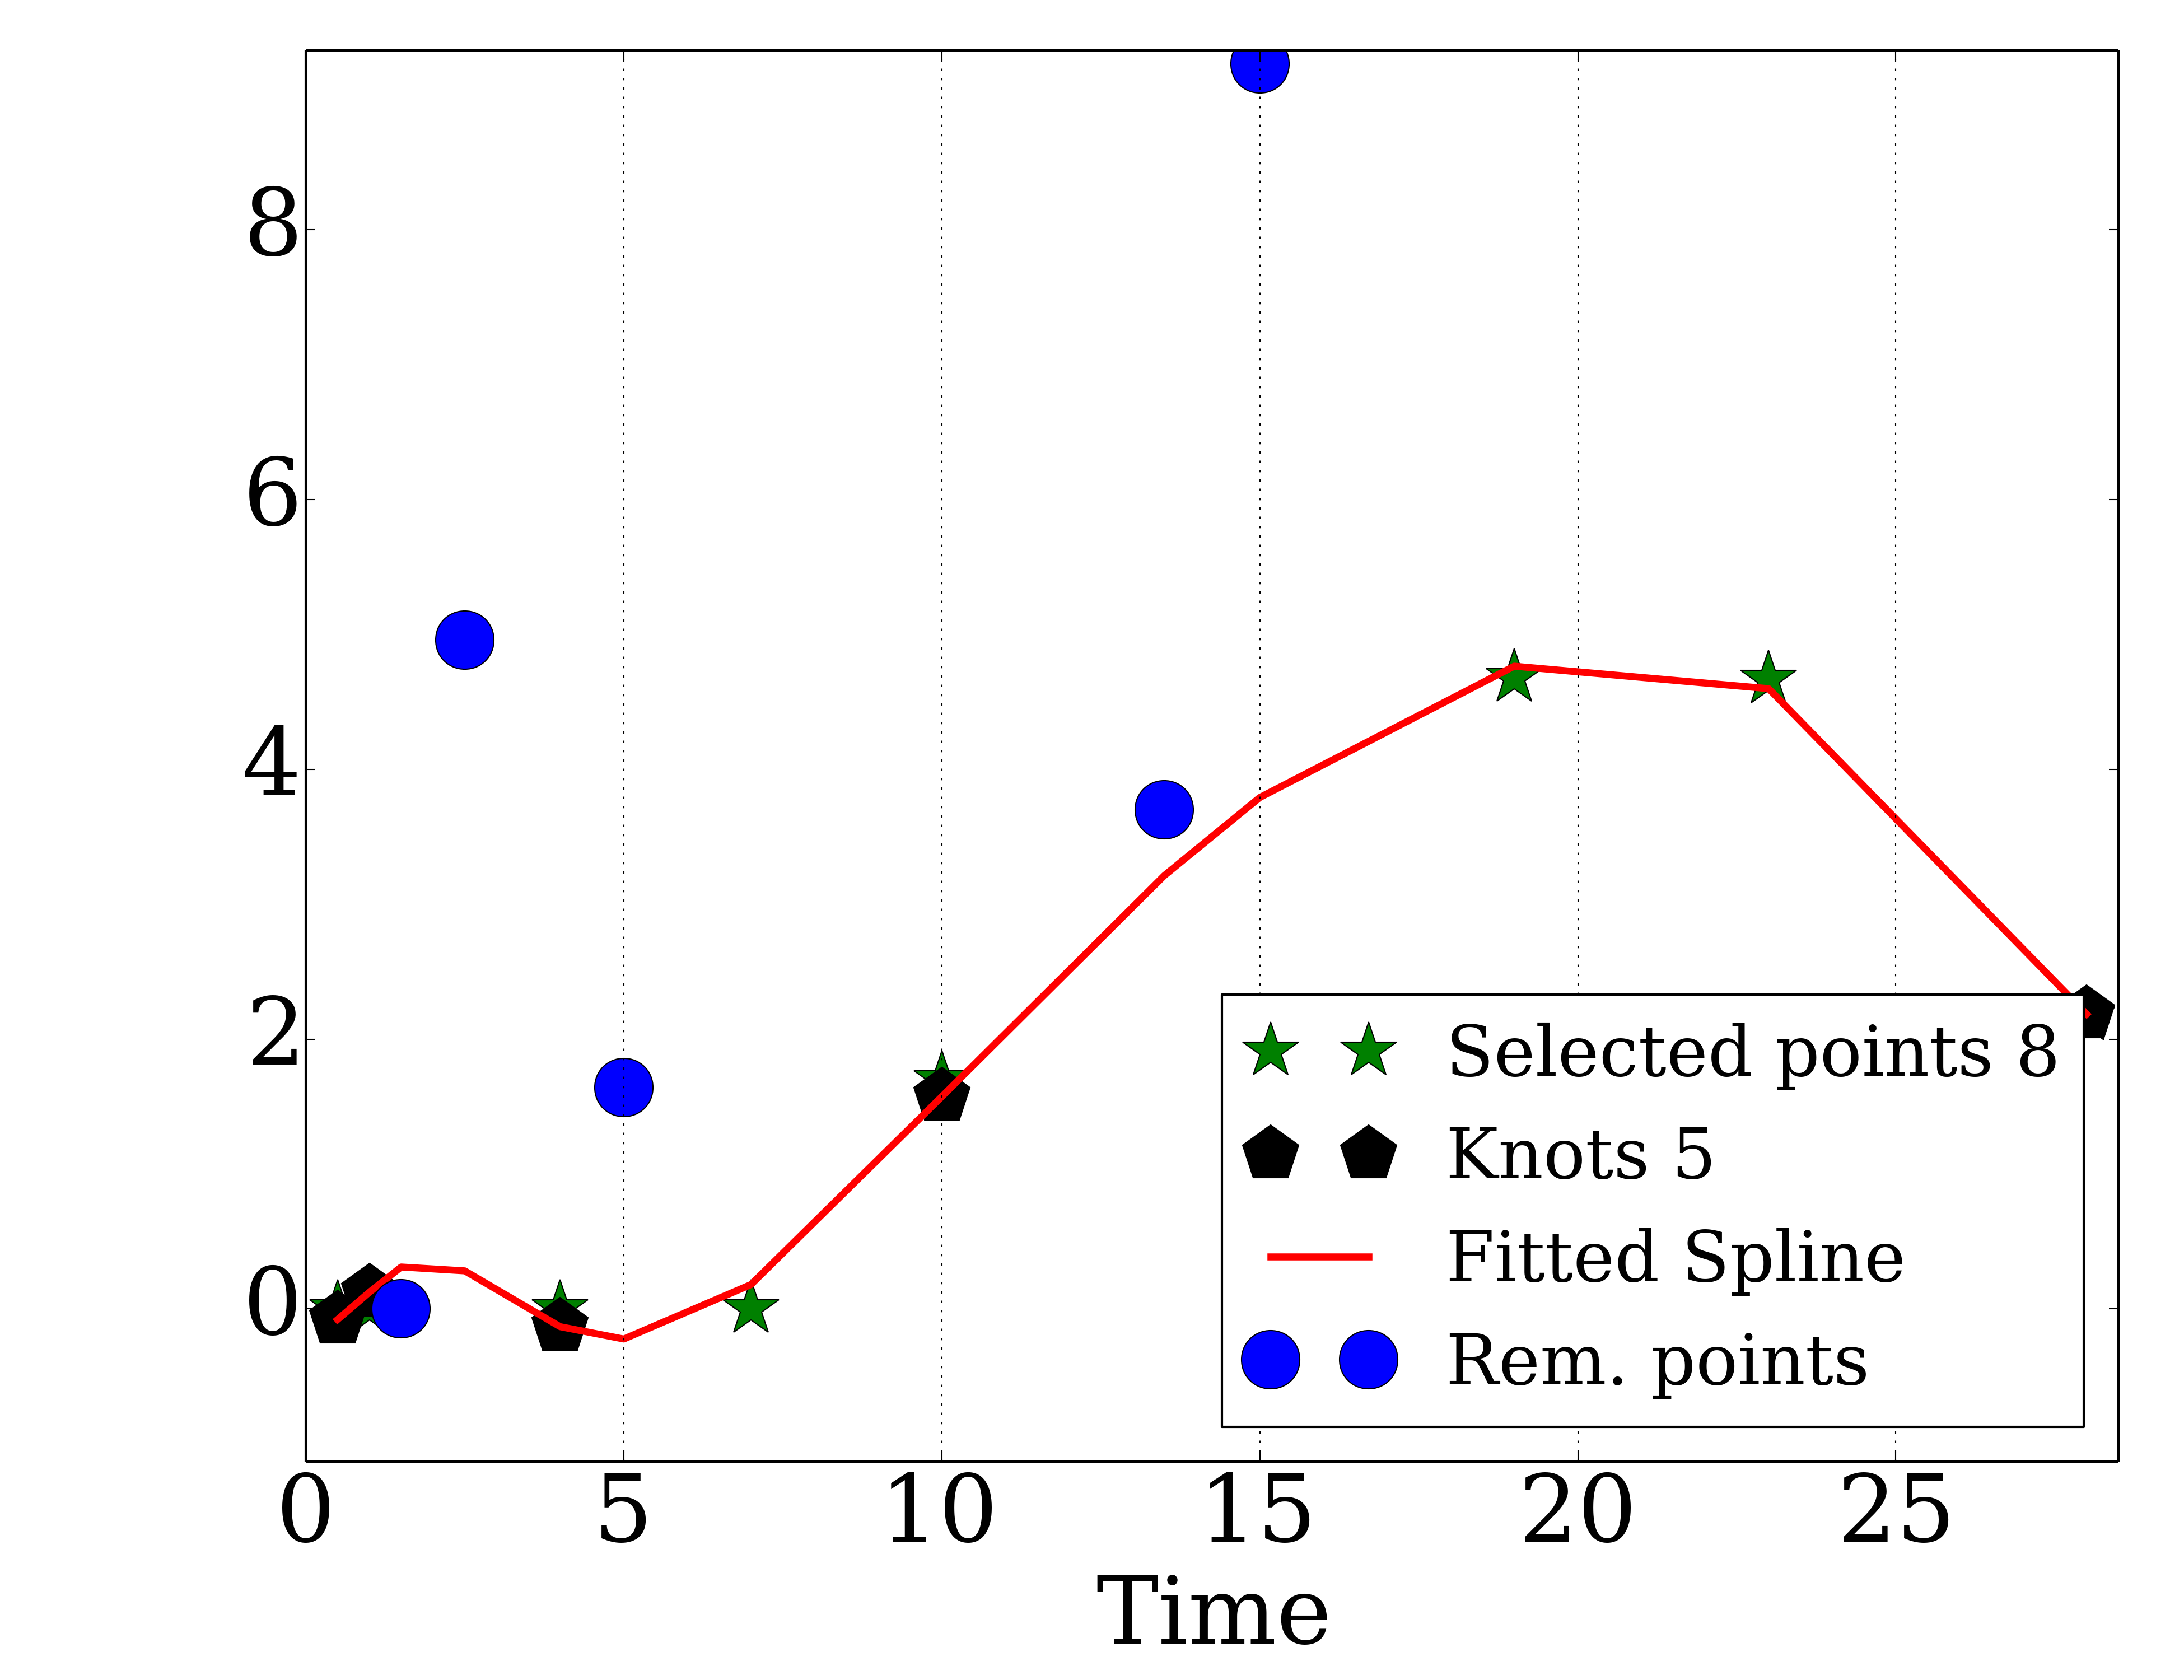 8
6
4
2
0
Selected points 8
Knots 5
Fitted Spline
Rem. points
0 5 10 15 20 25
Time